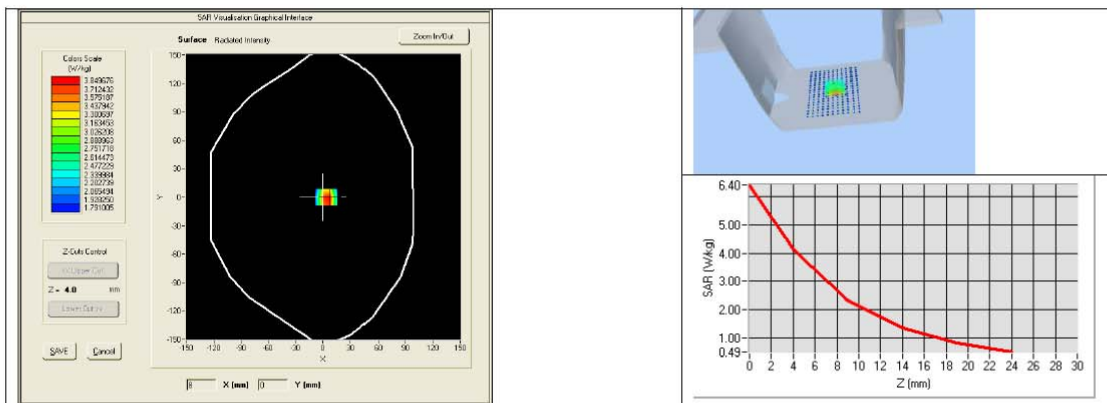 SAR Visualisation Graphical Interface
Surface Radiated Intensity
Zoom In/Out
Colors Scale
(W/kg)
3.849676
3.712432
3.575187
3.437942
3.300697
3.163453
3.026208
2.888963
2.751718
2.614473
2.477229
2.339984
2.202739
2.065494
1.928250
1.791005
150
120
90
60
30
Y 0
-30
-60
-90
-120
-150
-150 -120 -90 -60 -30 0 30 60 90 120 150
X
Z-Cuts Control
Z = 4.0 mm
SAVE Cancel
8 X (mm) 0 Y (mm)
6.40
5.00
4.00
3.00
2.00
1.00
0.49
SAR (W/kg)
0 2 4 6 8 10 12 14 16 18 20 22 24 26 28 30
Z (mm)